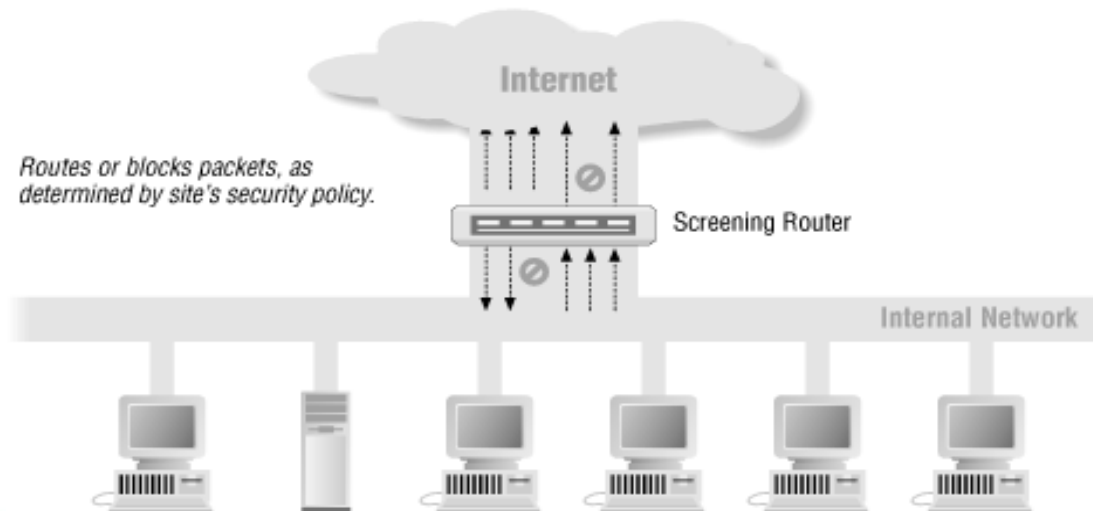 Internet
Routes or blocks packets, as
determined by site's security policy.
Screening Router
Internal Network